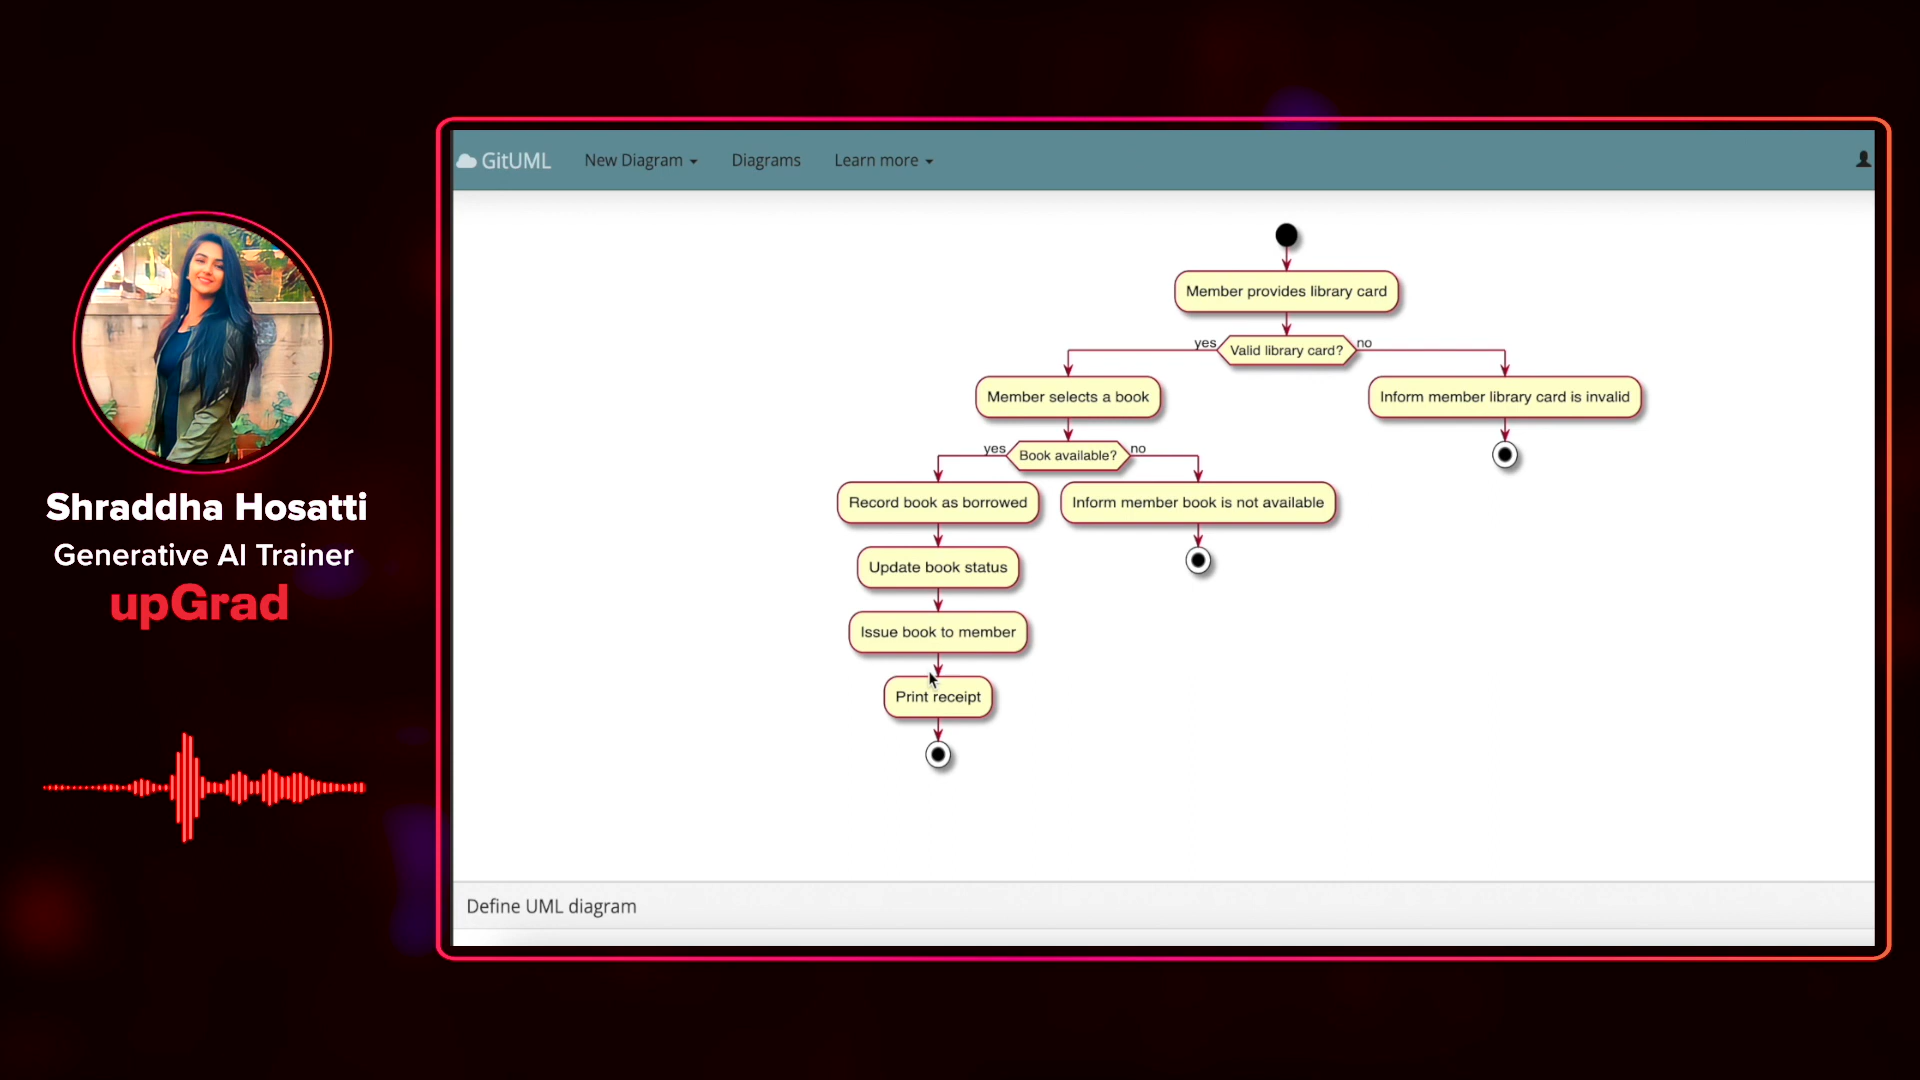 GitUML
New Diagram
Diagrams
Learn more
Member provides library card
yes
Valid library card?
no
Member selects a book
Inform member library card is invalid
yes
Book available?
no
Record book as borrowed
Inform member book is not available
Update book status
Issue book to member
Print receipt
Define UML diagram
Shraddha Hosatti
Generative AI Trainer
upGrad